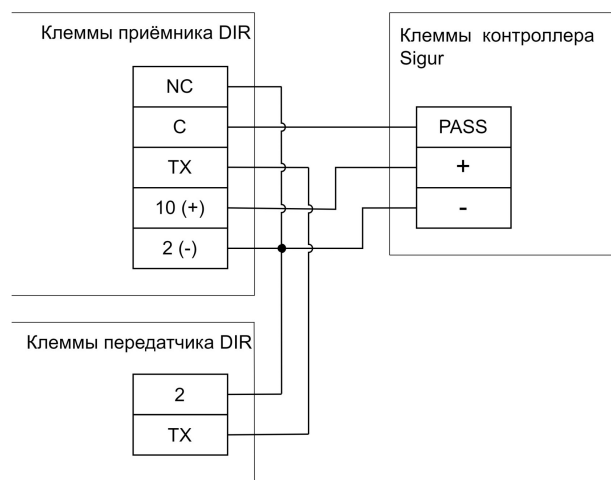 Клеммы приёмника DIR
NC
C
TX
10 (+)
2 (-)
Клеммы контроллера
Sigur
PASS
+
-
Клеммы передатчика DIR
2
TX